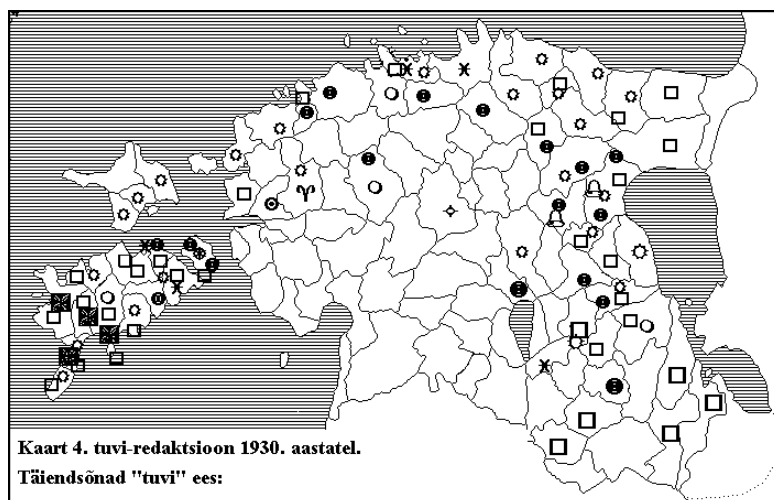 Kaart 4. tuvi-redaktsioon 1930. aastatel.
Täiendsõnad "tuvi" ees: